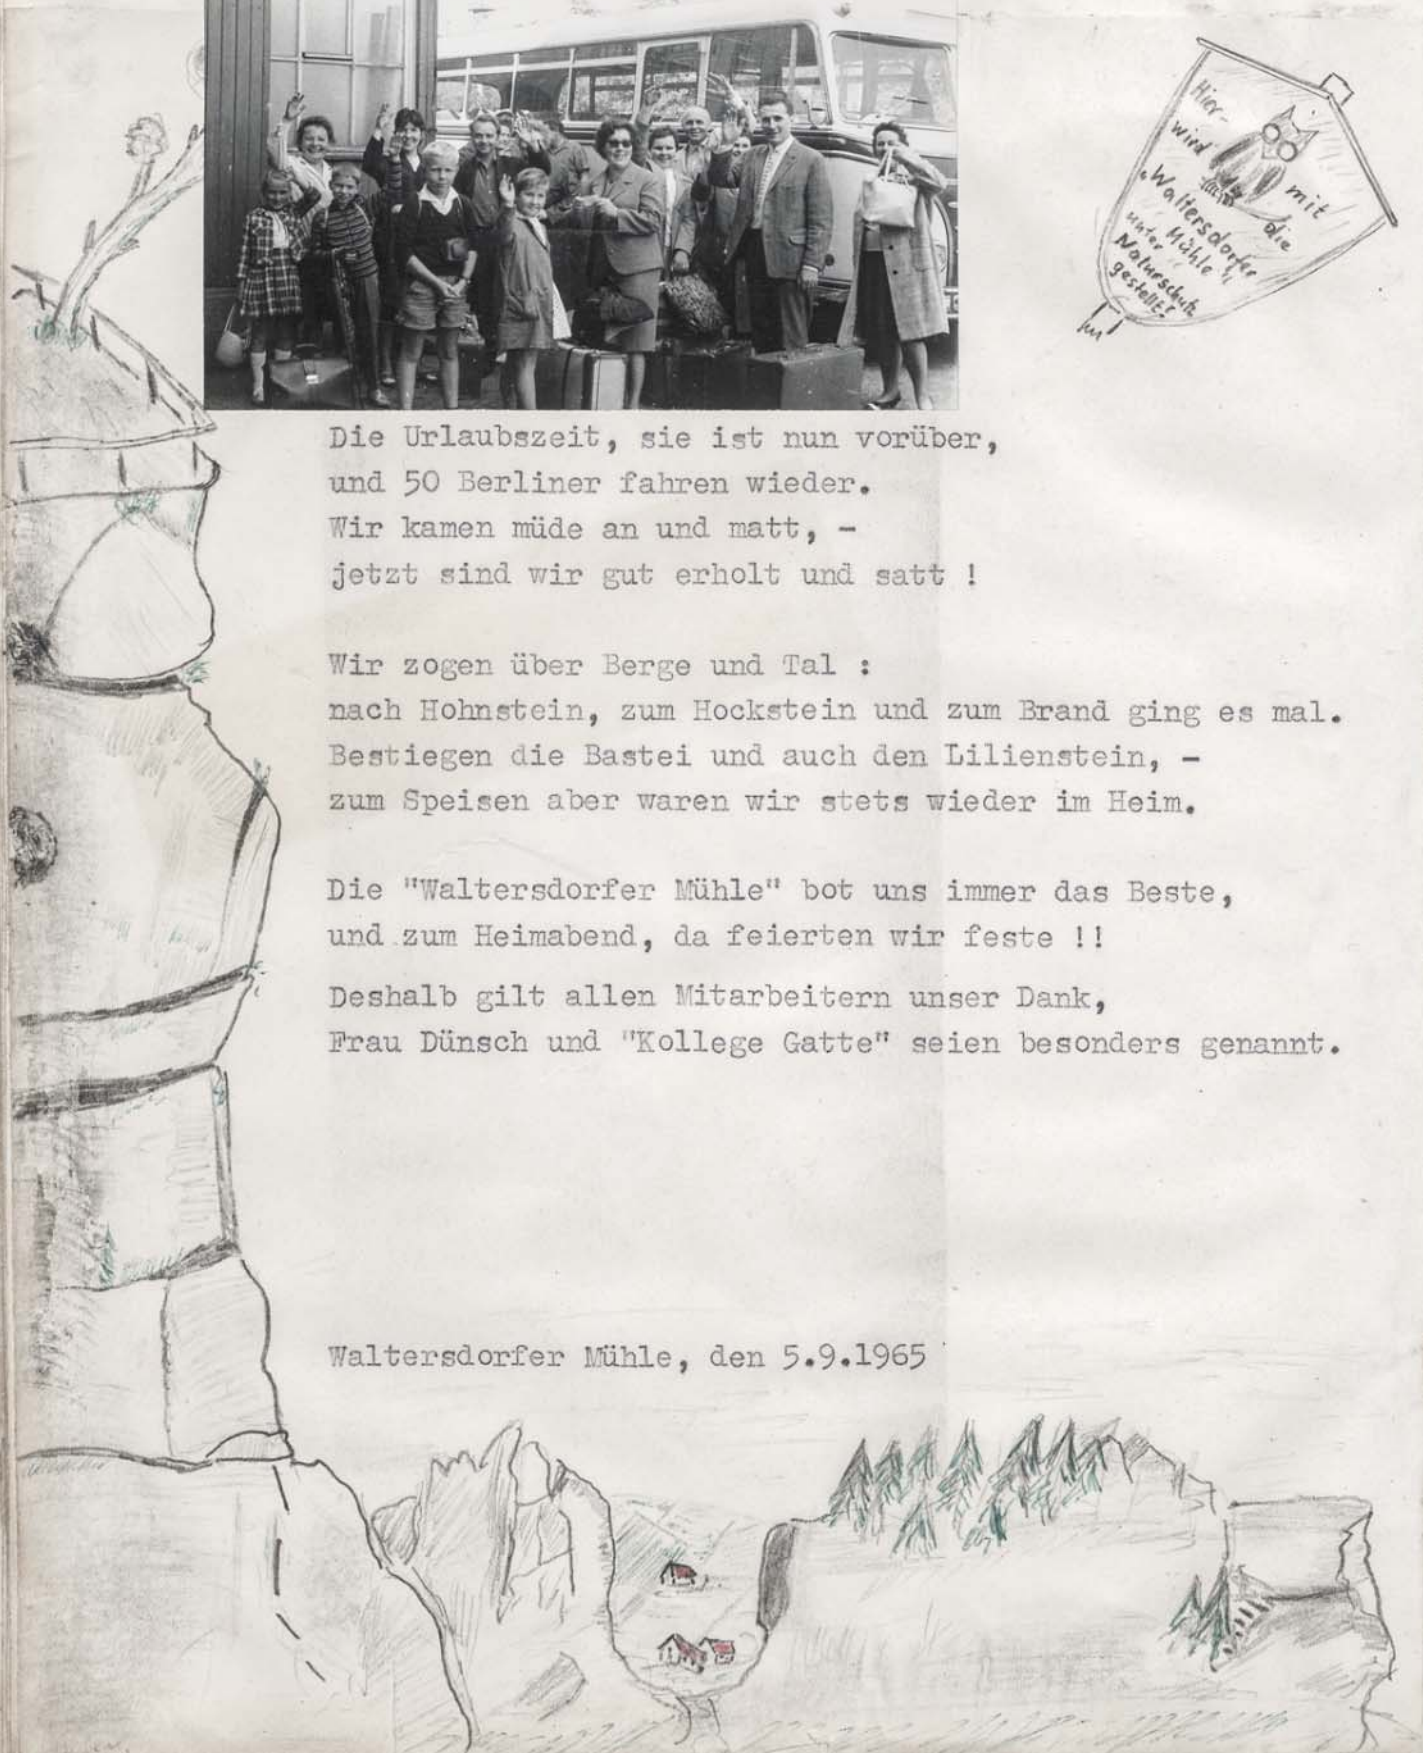 Hier-
wird mit
"Waltersdorfer die
Mühle"
unter
Naturschutz
gestellt!
Die Urlaubszeit, sie ist nun vorüber,
und 50 Berliner fahren wieder.
Wir kamen müde an und matt, -
jetzt sind wir gut erholt und satt !
Wir zogen über Berge und Tal :
nach Hohnstein, zum Hockstein und zum Brand ging es mal.
Bestiegen die Bastei und auch den Lilienstein, -
zum Speisen aber waren wir stets wieder im Heim.
Die "Waltersdorfer Mühle" bot uns immer das Beste,
und zum Heimabend, da feierten wir feste !!
Deshalb gilt allen Mitarbeitern unser Dank,
Frau Dünsch und "Kollege Gatte" seien besonders genannt.
Waltersdorfer Mühle, den 5.9.1965